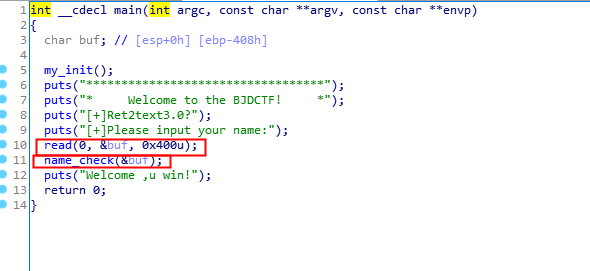 1 int __cdecl main(int argc, const char **argv, const char **envp)
2 {
3 char buf; // [esp+0h] [ebp-408h]
4
5 my_init();
6 puts("**********************************");
7 puts("* Welcome to the BJDCTF! *");
8 puts("[+]Ret2text3.0?");
9 puts("[+]Please input your name:");
10 read(0, &buf, 0x400u);
11 name_check(&buf);
12 puts("Welcome ,u win!");
13 return 0;
14 }